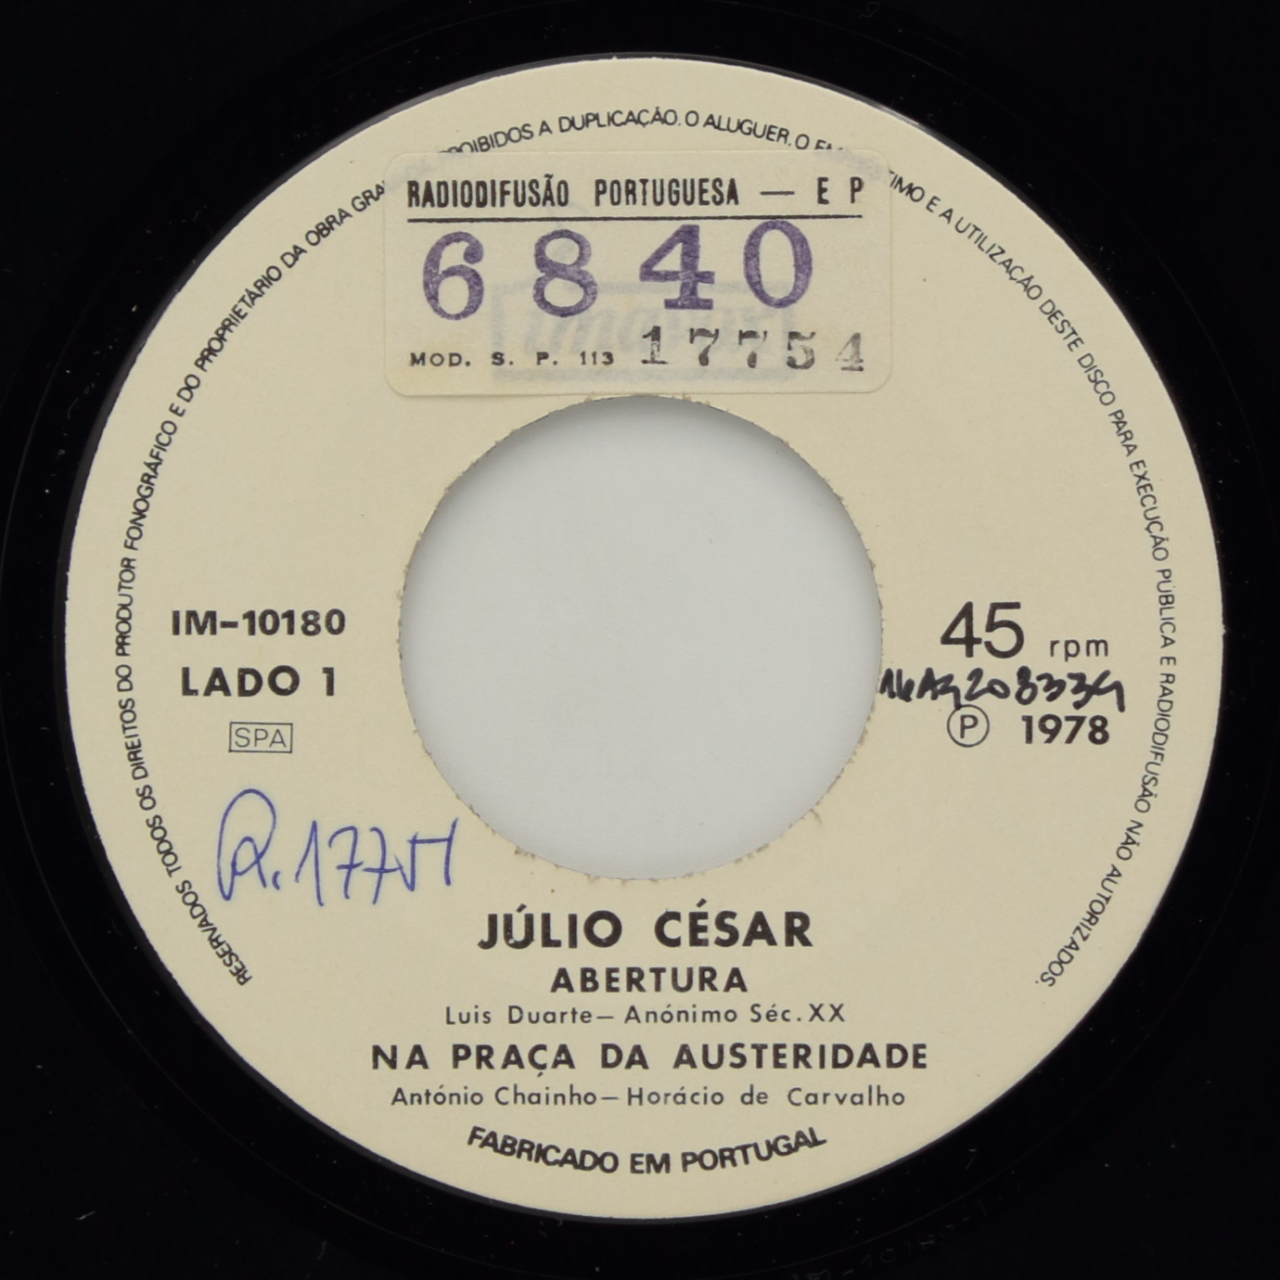 RESERVADOS TODOS OS DIREITOS DO PRODUTOR FONOGRÁFICO E DO PROPRIETÁRIO DA OBRA GRA PROIBIDOS A DUPLICAÇÃO. O ALUGUER, O EMPRÉSTIMO E A UTILIZAÇÃO DESTE DISCO PARA EXECUÇÃO PÚBLICA E RADIODIFUSÃO NÃO AUTORIZADOS.
RADIODIFUSÃO PORTUGUESA — E P
6840
MOD. S. P. 113 17754
IM-10180
LADO 1
SPA
45 rpm
Ⓟ 1978
R. 17754
JÚLIO CÉSAR
ABERTURA
Luis Duarte — Anónimo Séc. XX
NA PRAÇA DA AUSTERIDADE
António Chainho — Horácio de Carvalho
FABRICADO EM PORTUGAL